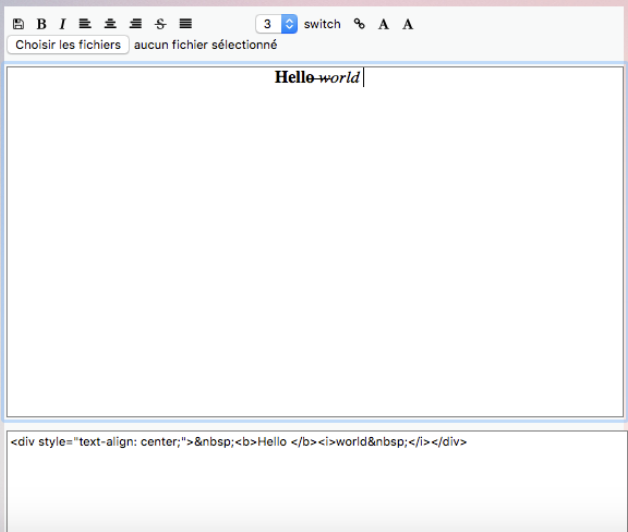 B I S 3 switch A A
Choisir les fichiers aucun fichier sélectionné
Hello world
<div style="text-align: center;">&nbsp;<b>Hello </b><i>world&nbsp;</i></div>